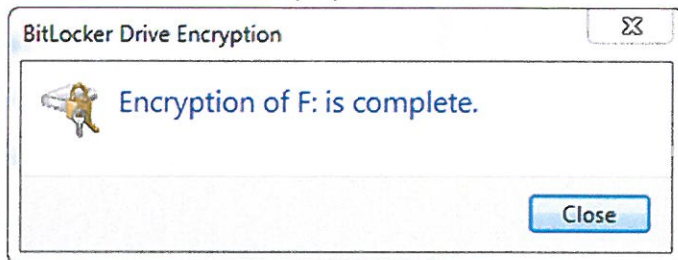 BitLocker Drive Encryption
Encryption of F: is complete.
Close